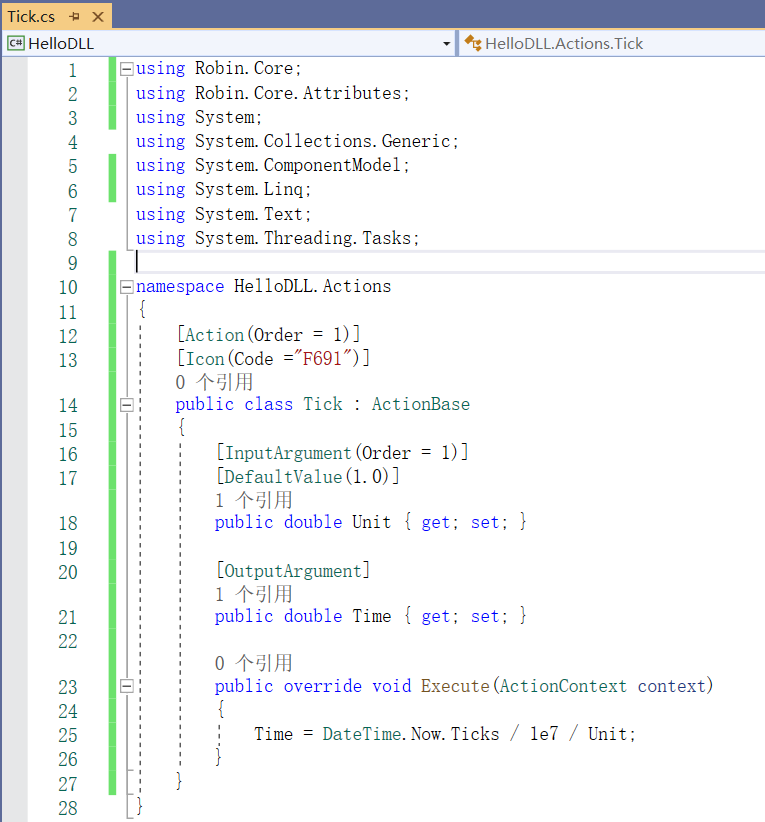 Tick.cs
HelloDLL
HelloDLL.Actions.Tick
1 using Robin.Core;
2 using Robin.Core.Attributes;
3 using System;
4 using System.Collections.Generic;
5 using System.ComponentModel;
6 using System.Linq;
7 using System.Text;
8 using System.Threading.Tasks;
9
10 namespace HelloDLL.Actions
11 {
12 [Action(Order = 1)]
13 [Icon(Code ="F691")]
0 个引用
14 public class Tick : ActionBase
15 {
16 [InputArgument(Order = 1)]
17 [DefaultValue(1.0)]
1 个引用
18 public double Unit { get; set; }
19
20 [OutputArgument]
1 个引用
21 public double Time { get; set; }
22
0 个引用
23 public override void Execute(ActionContext context)
24 {
25 Time = DateTime.Now.Ticks / 1e7 / Unit;
26 }
27 }
28 }